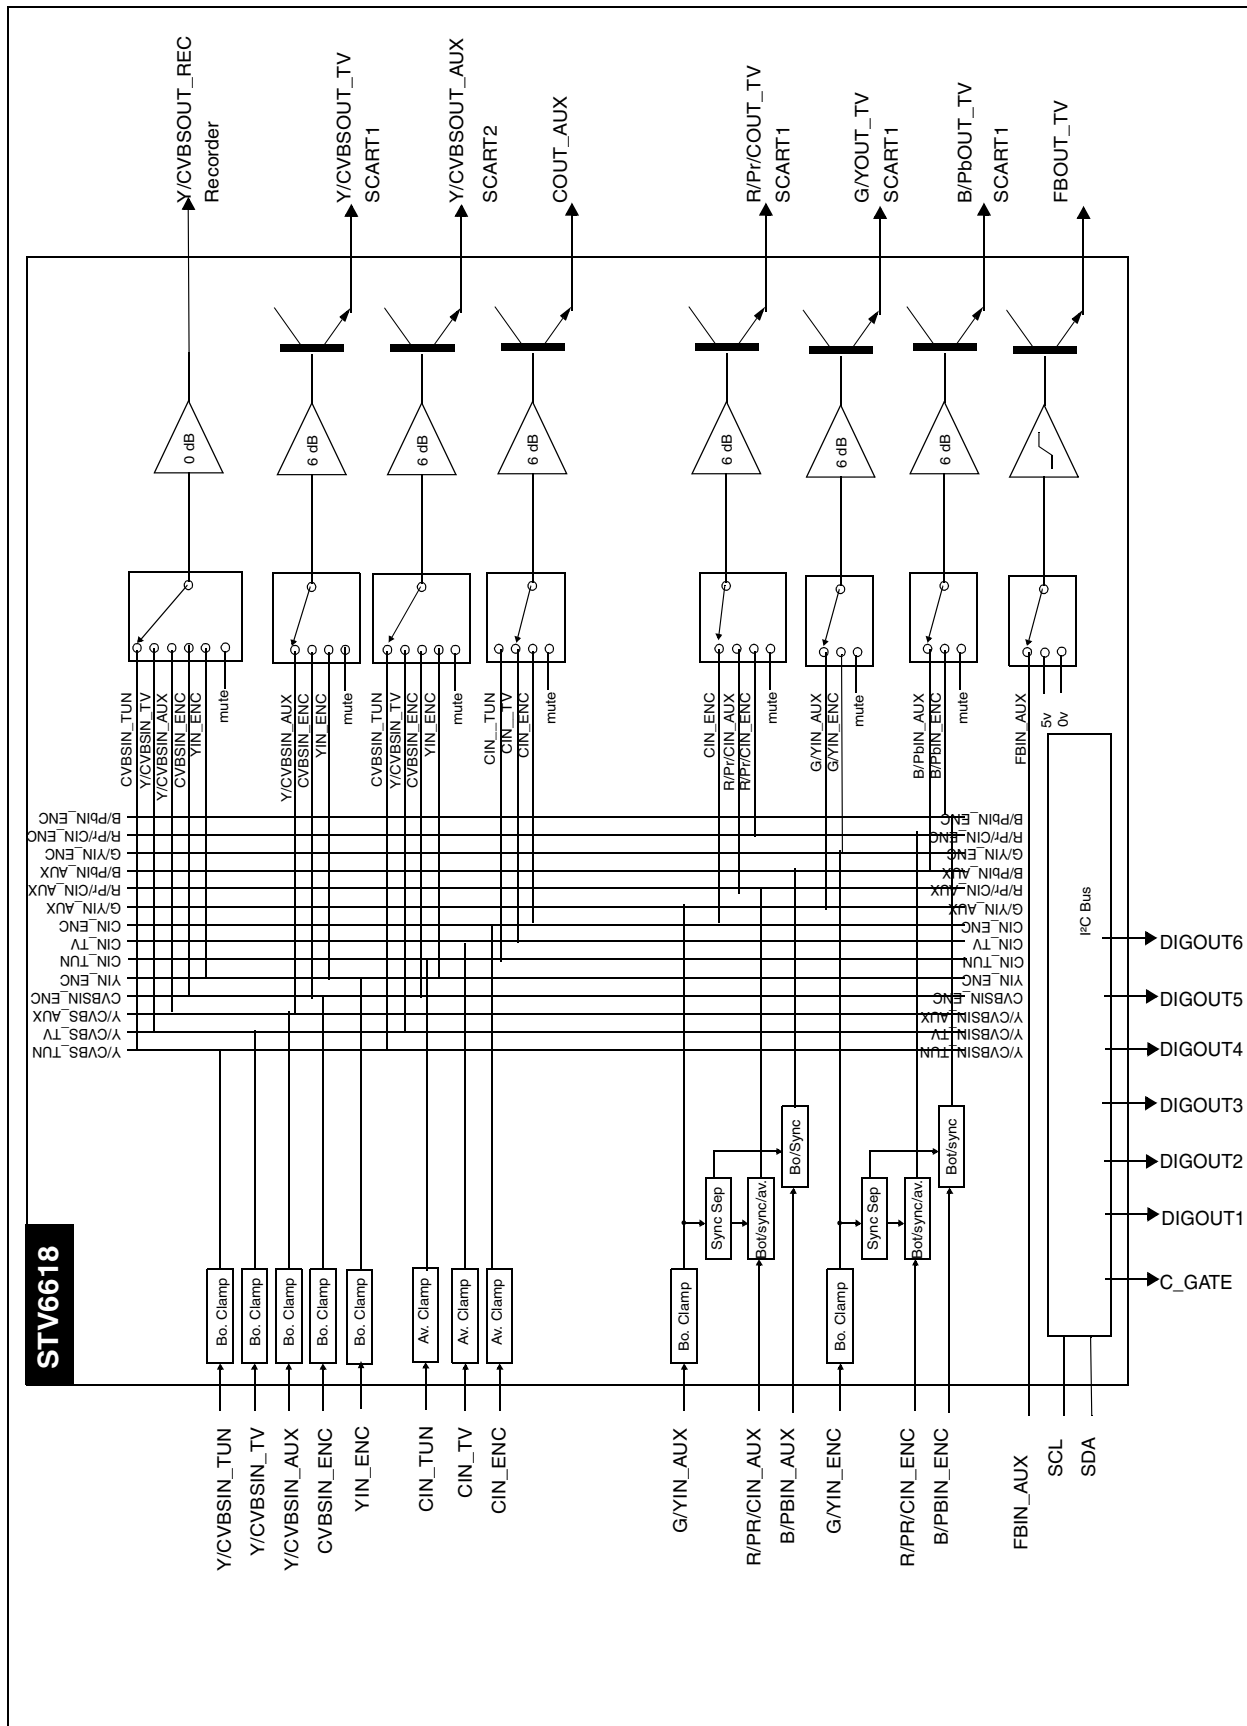 Y/CVBSOUT_REC
Recorder
Y/CVBSOUT_TV
SCART1
Y/CVBSOUT_AUX
SCART2
COUT_AUX
R/Pr/COUT_TV
SCART1
G/YOUT_TV
SCART1
B/PbOUT_TV
SCART1
FBOUT_TV
0 dB
6 dB
6 dB
6 dB
6 dB
6 dB
6 dB
CVBSIN_TUN
Y/CVBSIN_TV
Y/CVBSIN_AUX
CVBSIN_ENC
YIN_ENC
mute
Y/CVBSIN_AUX
CVBSIN_ENC
YIN_ENC
mute
CVBSIN_TUN
Y/CVBSIN_TV
CVBSIN_ENC
YIN_ENC
mute
CIN__TUN
CIN__TV
CIN_ENC
mute
CIN_ENC
R/Pr/CIN_AUX
R/Pr/CIN_ENC
mute
G/YIN_AUX
G/YIN_ENC
mute
B/PbIN_AUX
B/PbIN_ENC
mute
FBIN_AUX
5v
0v
B/PbIN_ENC
R/Pr/CIN_ENC
G/YIN_ENC
B/PbIN_AUX
R/Pr/CIN_AUX
G/YIN_AUX
CIN_ENC
CIN_TV
CIN_TUN
YIN_ENC
CVBSIN_ENC
Y/CVBS_AUX
Y/CVBS_TV
Y/CVBS_TUN
B/PbIN_ENC
R/Pr/CIN_ENC
G/YIN_ENC
B/PbIN_AUX
R/Pr/CIN_AUX
G/YIN_AUX
CIN_ENC
CIN_TV
CIN_TUN
YIN_ENC
CVBSIN_ENC
Y/CVBSIN_AUX
Y/CVBSIN_TV
Y/CVBSIN_TUN
I²C Bus
DIGOUT6
DIGOUT5
DIGOUT4
DIGOUT3
DIGOUT2
DIGOUT1
C_GATE
Bo/Sync
Bot/sync
Sync Sep
Bot/sync/av.
Sync Sep
Bot/sync/av.
STV6618
Bo. Clamp
Bo. Clamp
Bo. Clamp
Bo. Clamp
Bo. Clamp
Av. Clamp
Av. Clamp
Av. Clamp
Bo. Clamp
Bo. Clamp
Y/CVBSIN_TUN
Y/CVBSIN_TV
Y/CVBSIN_AUX
CVBSIN_ENC
YIN_ENC
CIN_TUN
CIN_TV
CIN_ENC
G/YIN_AUX
R/PR/CIN_AUX
B/PBIN_AUX
G/YIN_ENC
R/PR/CIN_ENC
B/PBIN_ENC
FBIN_AUX
SCL
SDA